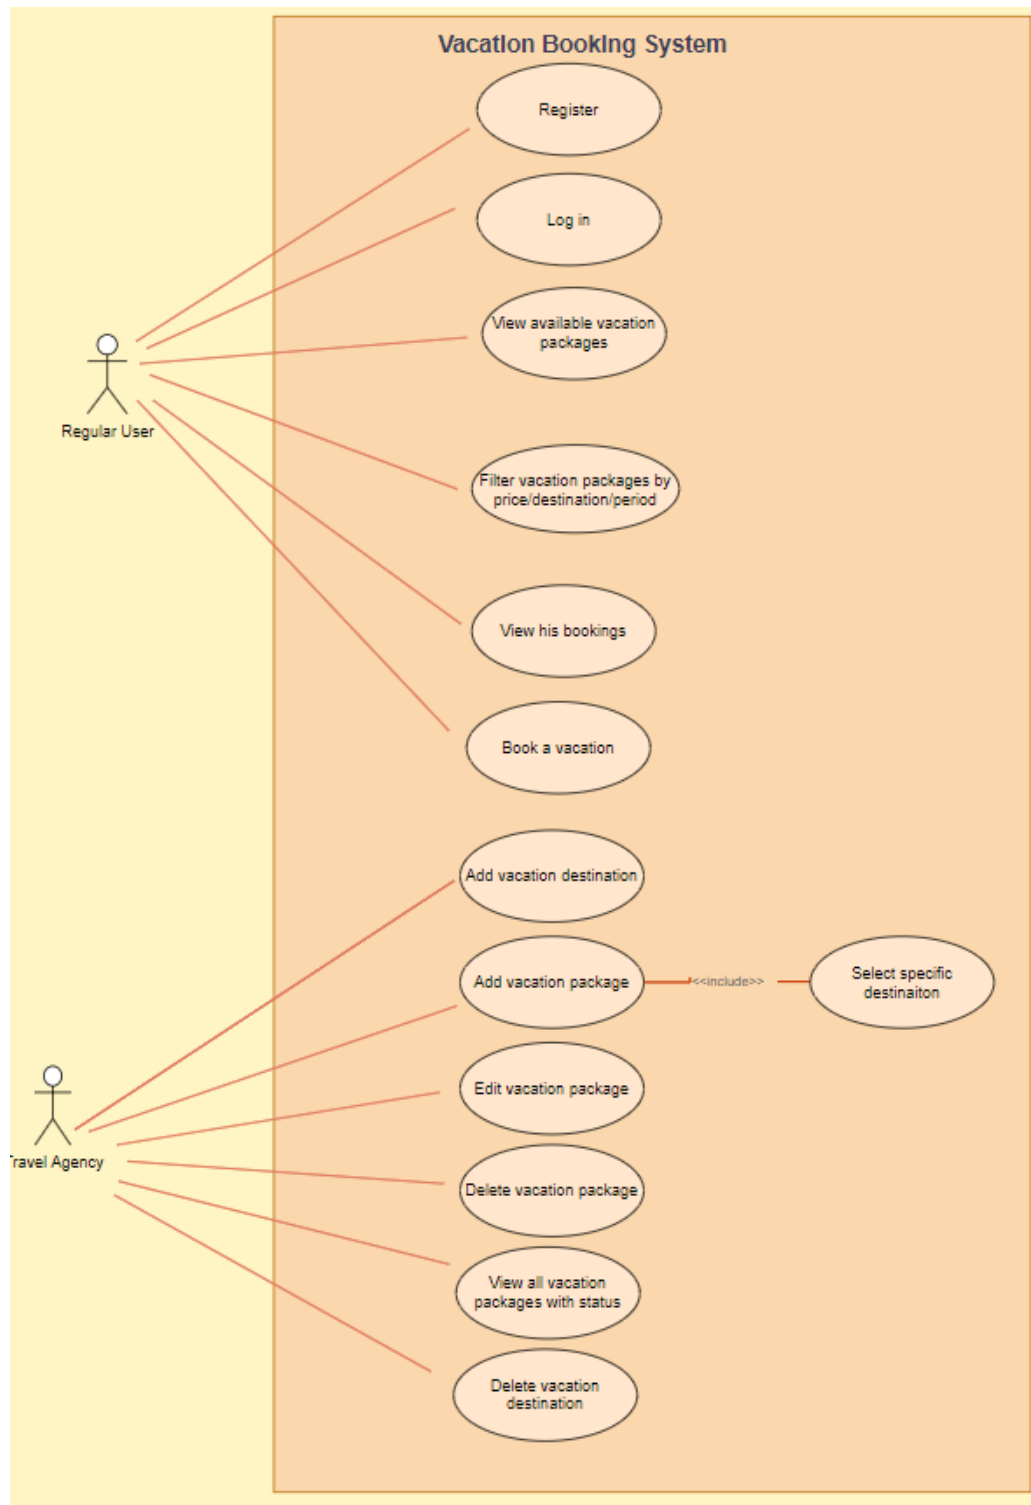 Vacation Booking System
Register
Log in
View available vacation
packages
Regular User
Filter vacation packages by
price/destination/period
View his bookings
Book a vacation
Add vacation destination
Add vacation package
<<include>>
Select specific
destinaiton
Edit vacation package
Travel Agency
Delete vacation package
View all vacation
packages with status
Delete vacation
destination